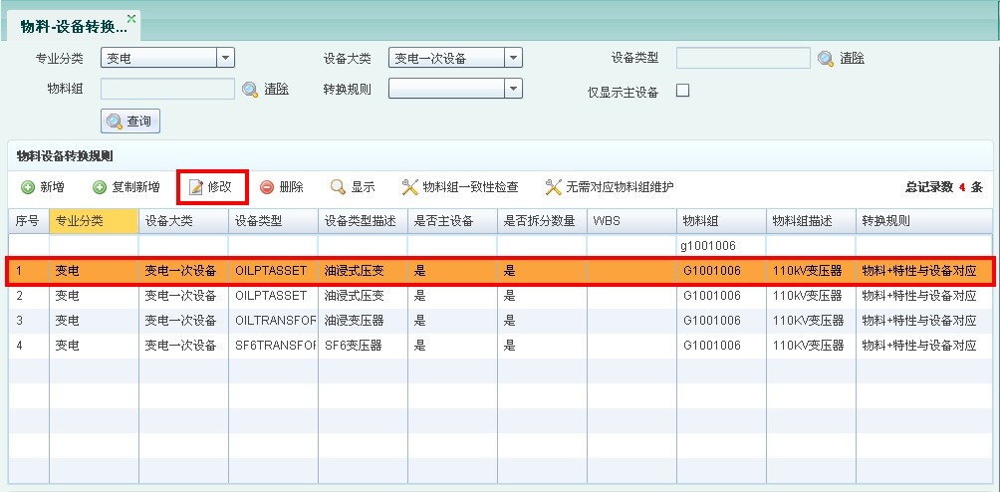 物料-设备转换...
专业分类 变电 设备大类 变电一次设备 设备类型 清除
物料组 清除 转换规则 仅显示主设备
查询
物料设备转换规则
新增 复制新增 修改 删除 显示 物料组一致性检查 无需对应物料组维护 总记录数 4 条
序号 专业分类 设备大类 设备类型 设备类型描述 是否主设备 是否拆分数量 WBS 物料组 物料组描述 转换规则
g1001006
1 变电 变电一次设备 OILPTASSET 油浸式压变 是 是 G1001006 110kV变压器 物料+特性与设备对应
2 变电 变电一次设备 OILPTASSET 油浸式压变 是 是 G1001006 110kV变压器 物料+特性与设备对应
3 变电 变电一次设备 OILTRANSFOR 油浸变压器 是 是 G1001006 110kV变压器 物料+特性与设备对应
4 变电 变电一次设备 SF6TRANSFOR SF6变压器 是 是 G1001006 110kV变压器 物料+特性与设备对应